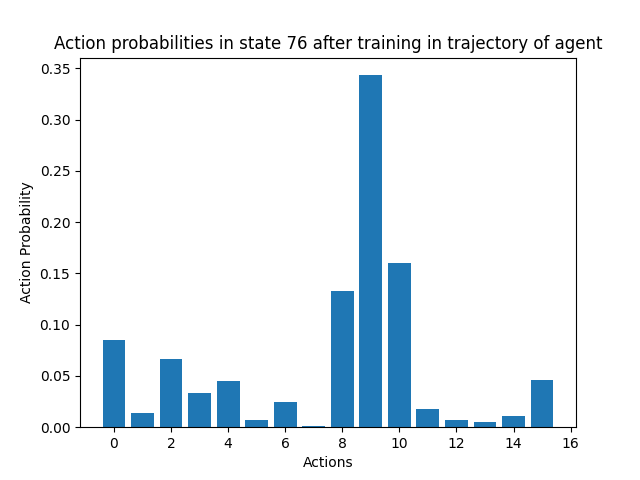 Action probabilities in state 76 after training in trajectory of agent
0.35
0.30
0.25
0.20
0.15
0.10
0.05
0.00
Action Probability
0 2 4 6 8 10 12 14 16
Actions